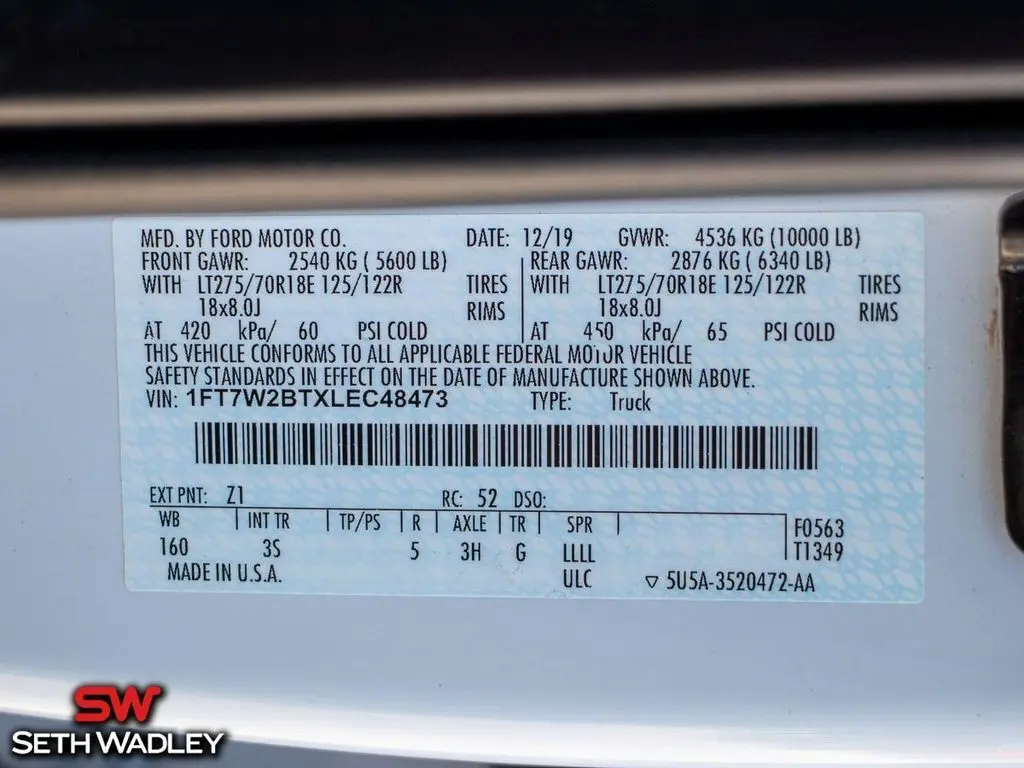 MFD. BY FORD MOTOR CO. DATE: 12/19 GVWR: 4536 KG (10000 LB)
FRONT GAWR: 2540 KG ( 5600 LB) REAR GAWR: 2876 KG ( 6340 LB)
WITH LT275/70R18E 125/122R TIRES WITH LT275/70R18E 125/122R TIRES
18x8.0J RIMS 18x8.0J RIMS
AT 420 kPa/ 60 PSI COLD AT 450 kPa/ 65 PSI COLD
THIS VEHICLE CONFORMS TO ALL APPLICABLE FEDERAL MOTOR VEHICLE
SAFETY STANDARDS IN EFFECT ON THE DATE OF MANUFACTURE SHOWN ABOVE.
VIN: 1FT7W2BTXLEC48473 TYPE: Truck
EXT PNT: Z1 RC: 52 DSO:
WB INT TR TP/PS R AXLE TR SPR F0563
160 3S 5 3H G LLLL T1349
MADE IN U.S.A. ULC ▽ 5U5A-3520472-AA
SW
SETH WADLEY